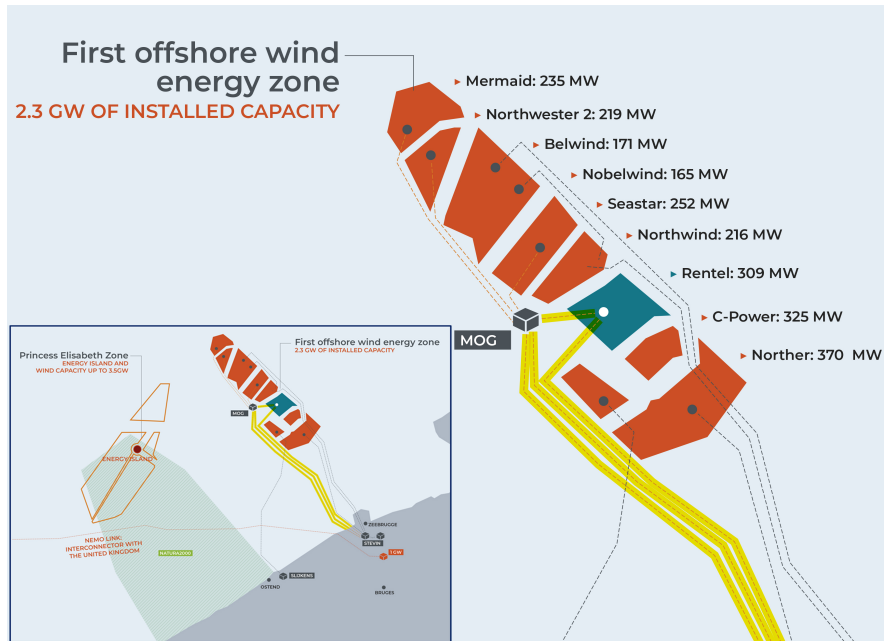 First offshore wind
energy zone
2.3 GW OF INSTALLED CAPACITY
Mermaid: 235 MW
Northwester 2: 219 MW
Belwind: 171 MW
Nobelwind: 165 MW
Seastar: 252 MW
Northwind: 216 MW
Rentel: 309 MW
C-Power: 325 MW
Norther: 370 MW
MOG
Princess Elisabeth Zone
ENERGY ISLAND AND
WIND CAPACITY UP TO 3.5GW
First offshore wind energy zone
2.3 GW OF INSTALLED CAPACITY
MOG
ENERGY ISLAND
NEMO LINK:
INTERCONNECTOR WITH
THE UNITED KINGDOM
NATURA2000
ZEEBRUGGE
STEVIN
1 GW
SLIJKENS
OSTEND
BRUGES